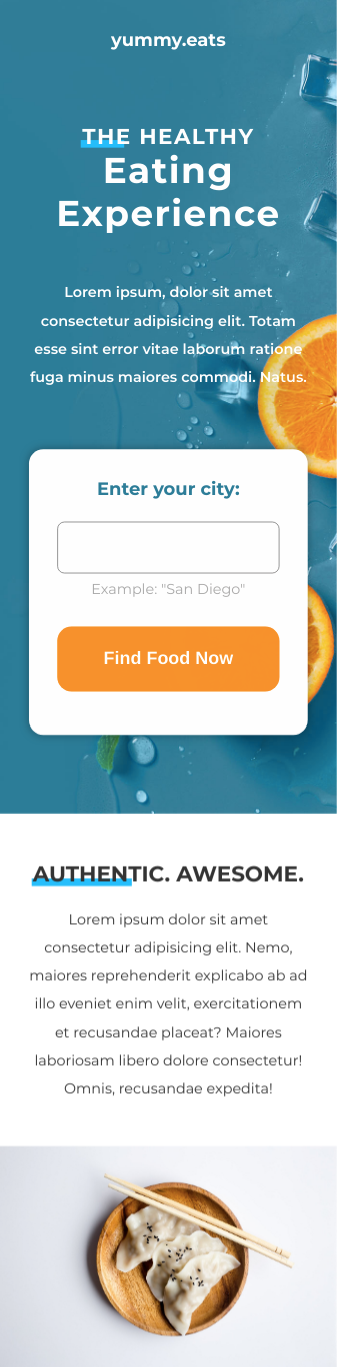 yummy.eats
THE HEALTHY
Eating
Experience
Lorem ipsum, dolor sit amet
consectetur adipisicing elit. Totam
esse sint error vitae laborum ratione
fuga minus maiores commodi. Natus.
Enter your city:
Example: "San Diego"
Find Food Now
AUTHENTIC. AWESOME.
Lorem ipsum dolor sit amet
consectetur adipisicing elit. Nemo,
maiores reprehenderit explicabo ab ad
illo eveniet enim velit, exercitationem
et recusandae placeat? Maiores
laboriosam libero dolore consectetur!
Omnis, recusandae expedita!